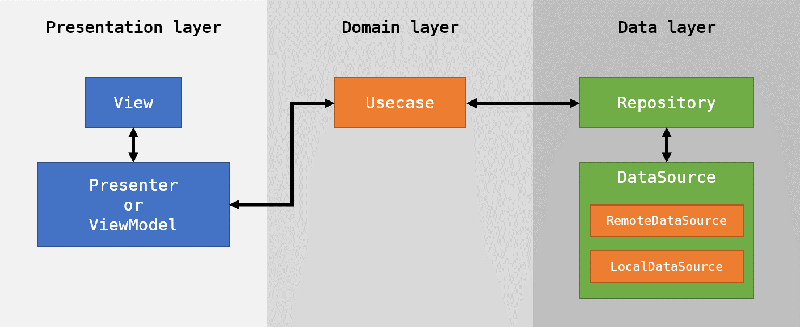 Presentation layer
Domain layer
Data layer
View
Usecase
Repository
Presenter
or
ViewModel
DataSource
RemoteDataSource
LocalDataSource